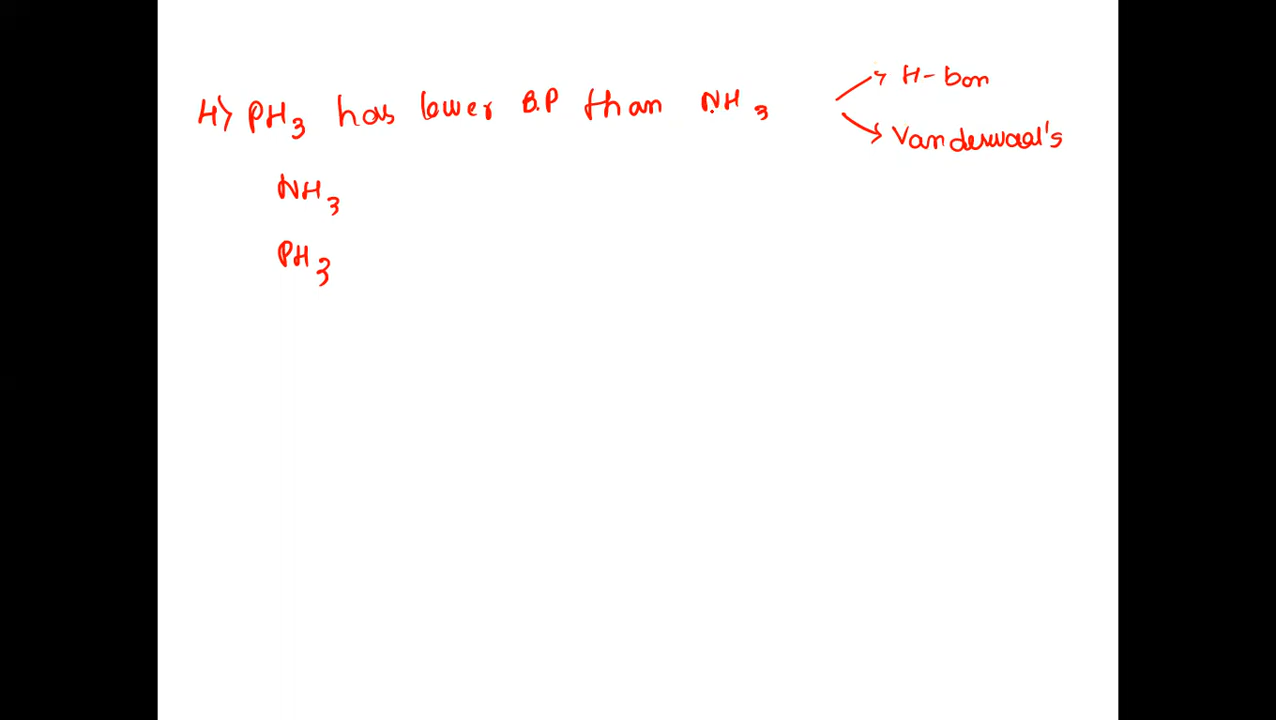 4) PH3 has lower B.P than NH3
H-bon
Vanderwaal's
NH3
PH3